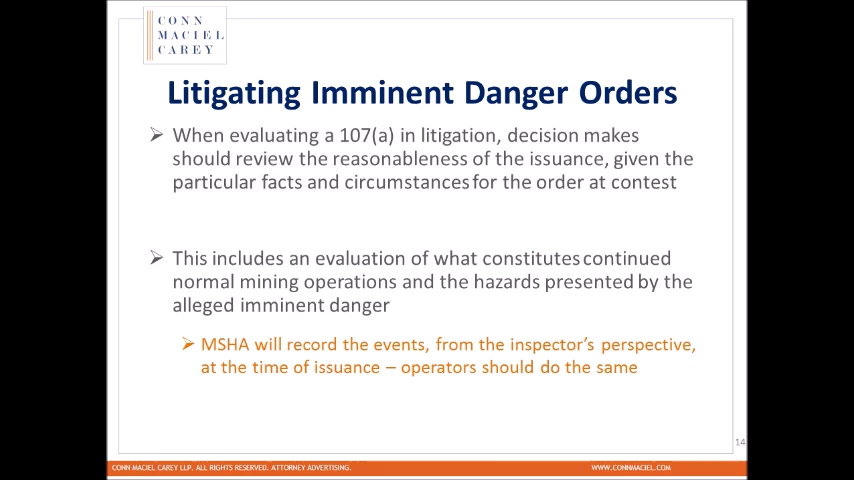 CONN
MACIEL
CAREY
Litigating Imminent Danger Orders
➢ When evaluating a 107(a) in litigation, decision makes
should review the reasonableness of the issuance, given the
particular facts and circumstances for the order at contest
➢ This includes an evaluation of what constitutes continued
normal mining operations and the hazards presented by the
alleged imminent danger
➢ MSHA will record the events, from the inspector's perspective,
at the time of issuance – operators should do the same
14
CONN MACIEL CAREY LLP. ALL RIGHTS RESERVED. ATTORNEY ADVERTISING. WWW.CONNMACIEL.COM